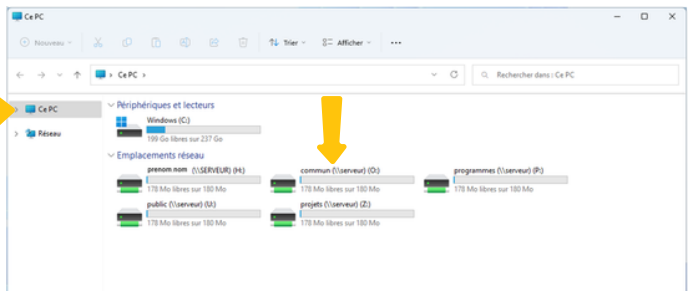 Ce PC
Nouveau
Trier
Afficher
Ce PC
Rechercher dans : Ce PC
Ce PC
Réseau
Périphériques et lecteurs
Windows (C:)
199 Go libres sur 237 Go
Emplacements réseau
prenom nom (\\SERVEUR) (H:)
178 Mo libres sur 180 Mo
commun (\\serveur) (O:)
178 Mo libres sur 180 Mo
programmes (\\serveur) (P:)
178 Mo libres sur 180 Mo
public (\\serveur) (U:)
178 Mo libres sur 180 Mo
projets (\\serveur) (Z:)
178 Mo libres sur 180 Mo